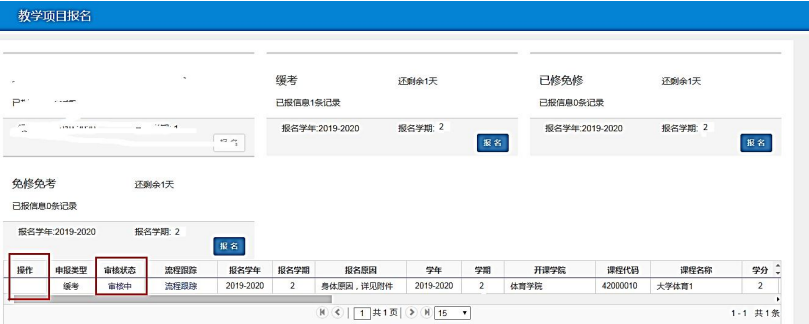 教学项目报名
缓考 还剩余1天
已修免修 还剩余1天
已报信息1条记录
已报信息0条记录
报名学年:2019-2020 报名学期: 2
报名
报名学年:2019-2020 报名学期: 2
报名
免修免考 还剩余1天
已报信息0条记录
报名学年:2019-2020 报名学期: 2
报名
操作 申报类型 审核状态 流程跟踪 报名学年 报名学期 报名原因 学年 学期 开课学院 课程代码 课程名称 学分
缓考 审核中 流程跟踪 2019-2020 2 身体原因，详见附件 2019-2020 2 体育学院 42000010 大学体育1 2
1 共1页 15 1-1 共1条